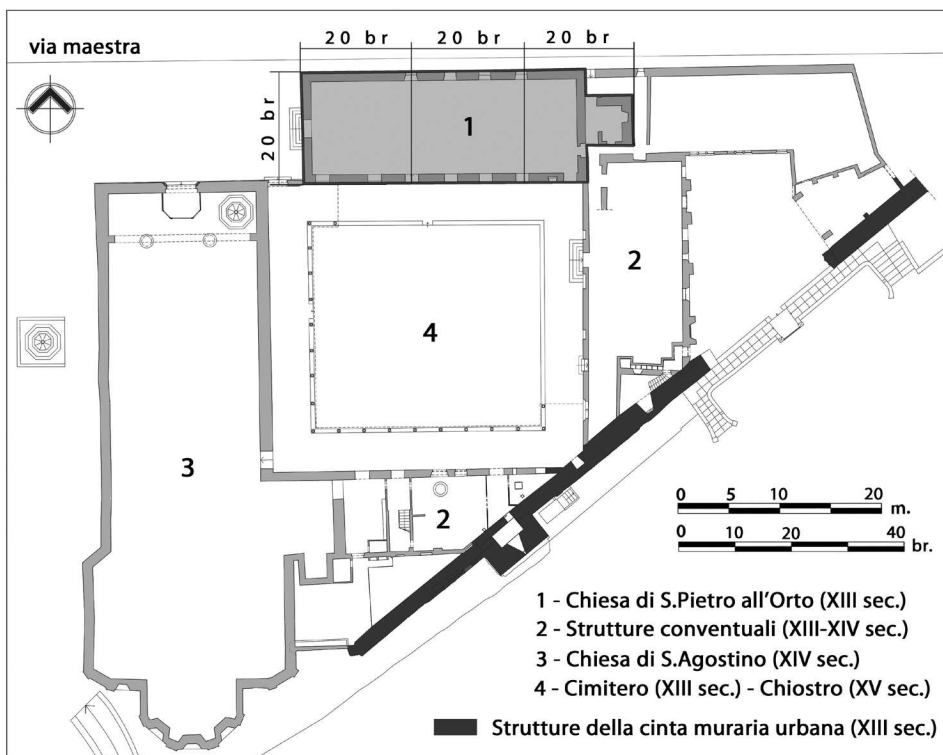 20 br 20 br 20 br
via maestra
20 br
1
2
4
3
2
0 5 10 20 m.
0 10 20 40 br.
1 - Chiesa di S.Pietro all'Orto (XIII sec.)
2 - Strutture conventuali (XIII-XIV sec.)
3 - Chiesa di S.Agostino (XIV sec.)
4 - Cimitero (XIII sec.) - Chiostro (XV sec.)
Strutture della cinta muraria urbana (XIII sec.)